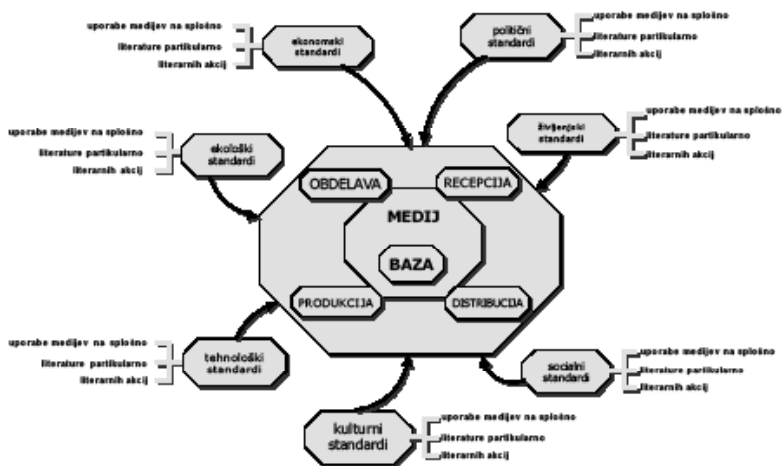 uporabe medijev na splošno
literature partikularno
literarnih akcij
ekonomski
standardi
politični
standardi
uporabe medijev na splošno
literature partikularno
literarnih akcij
uporabe medijev na splošno
literature partikularno
literarnih akcij
ekološki
standardi
življenjski
standardi
uporabe medijev na splošno
literature partikularno
literarnih akcij
OBDELAVA
RECEPCIJA
MEDIJ
BAZA
PRODUKCIJA
DISTRIBUCIJA
uporabe medijev na splošno
literature partikularno
literarnih akcij
tehnološki
standardi
socialni
standardi
uporabe medijev na splošno
literature partikularno
literarnih akcij
kulturni
standardi
uporabe medijev na splošno
literature partikularno
literarnih akcij